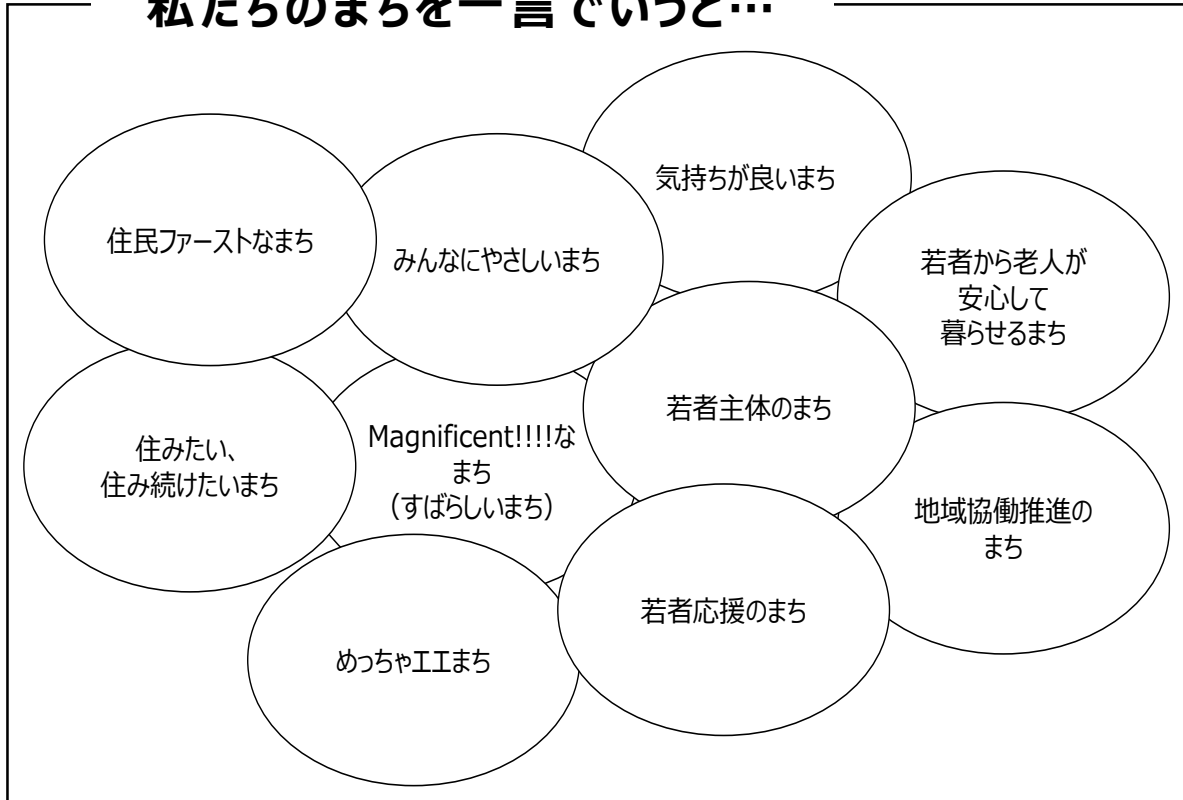 私たちのまちを一言でいうと…
気持ちが良いまち
住民ファーストなまち
みんなにやさしいまち
若者から老人が
安心して
暮らせるまち
若者主体のまち
住みたい、
住み続けたいまち
Magnificent!!!!な
まち
(すばらしいまち)
地域協働推進の
まち
若者応援のまち
めっちゃエエまち